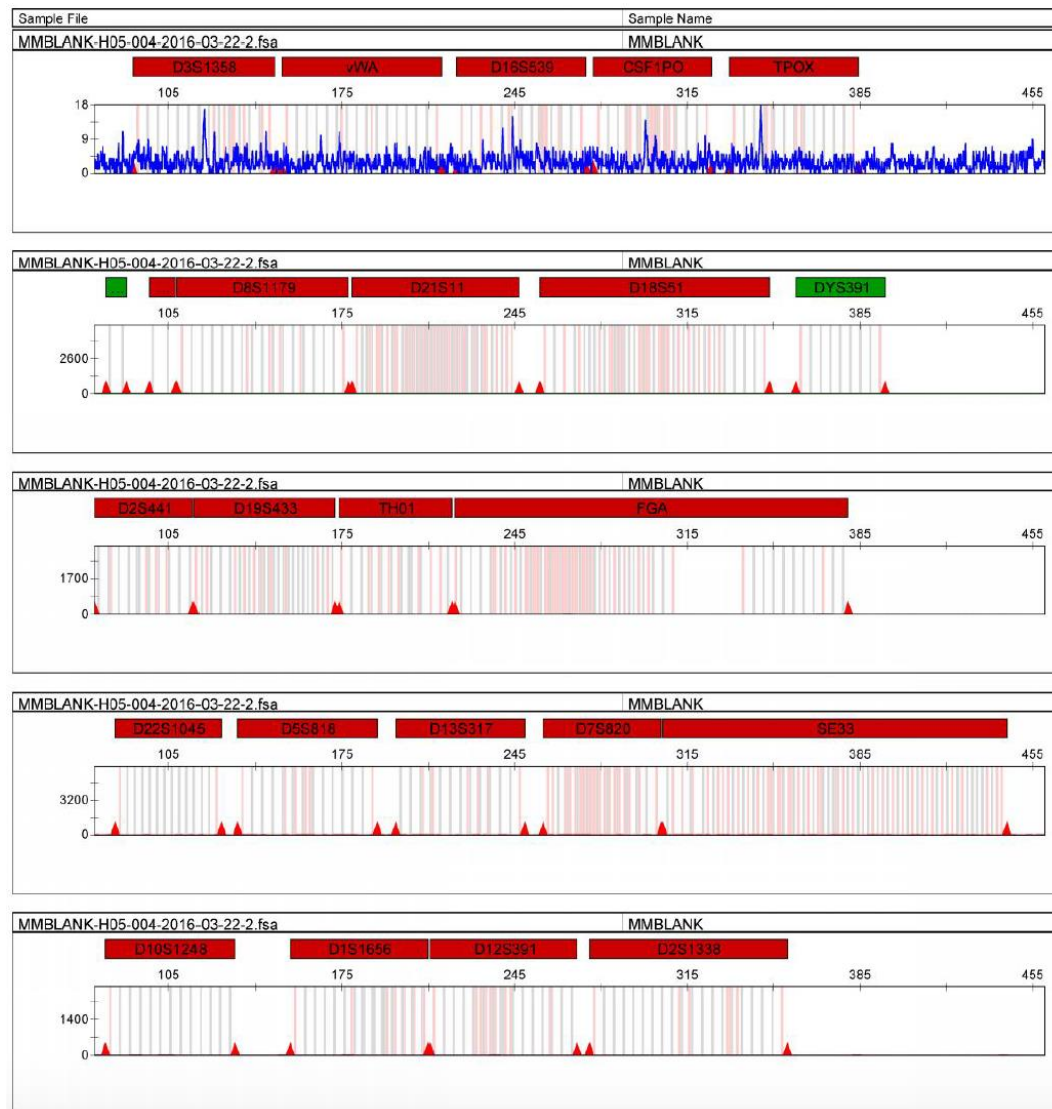 Sample File Sample Name
MMBLANK-H05-004-2016-03-22-2.fsa MMBLANK
D3S1358 vWA D16S539 CSF1PO TPOX
105 175 245 315 385 455
18
9
0
MMBLANK-H05-004-2016-03-22-2.fsa MMBLANK
... D8S1179 D21S11 D18S51 DYS391
105 175 245 315 385 455
2600
0
MMBLANK-H05-004-2016-03-22-2.fsa MMBLANK
D2S441 D19S433 TH01 FGA
105 175 245 315 385 455
1700
0
MMBLANK-H05-004-2016-03-22-2.fsa MMBLANK
D22S1045 D5S818 D13S317 D7S820 SE33
105 175 245 315 385 455
3200
0
MMBLANK-H05-004-2016-03-22-2.fsa MMBLANK
D10S1248 D1S1656 D12S391 D2S1338
105 175 245 315 385 455
1400
0